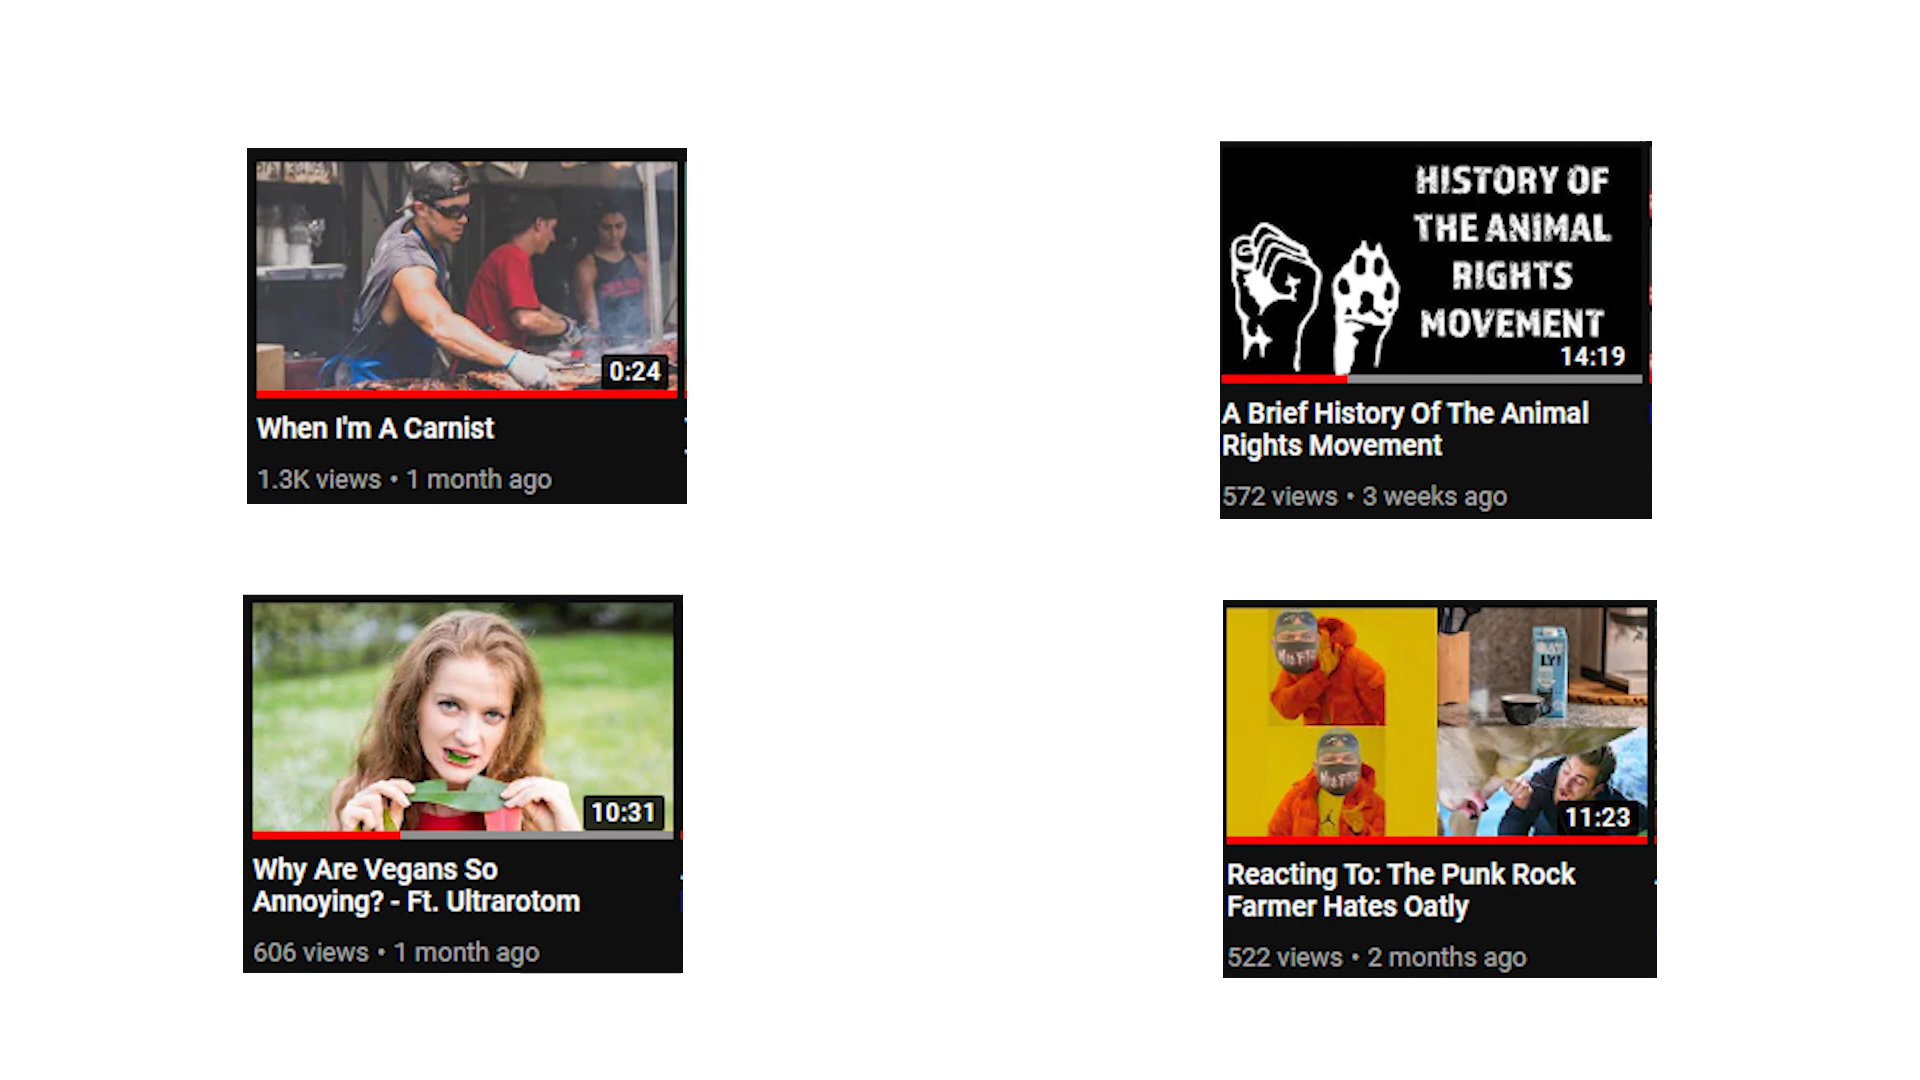 0:24
When I'm A Carnist
1.3K views • 1 month ago
HISTORY OF
THE ANIMAL
RIGHTS
MOVEMENT
14:19
A Brief History Of The Animal
Rights Movement
572 views • 3 weeks ago
10:31
Why Are Vegans So
Annoying? - Ft. Ultrarotom
606 views • 1 month ago
LY!
11:23
Reacting To: The Punk Rock
Farmer Hates Oatly
522 views • 2 months ago